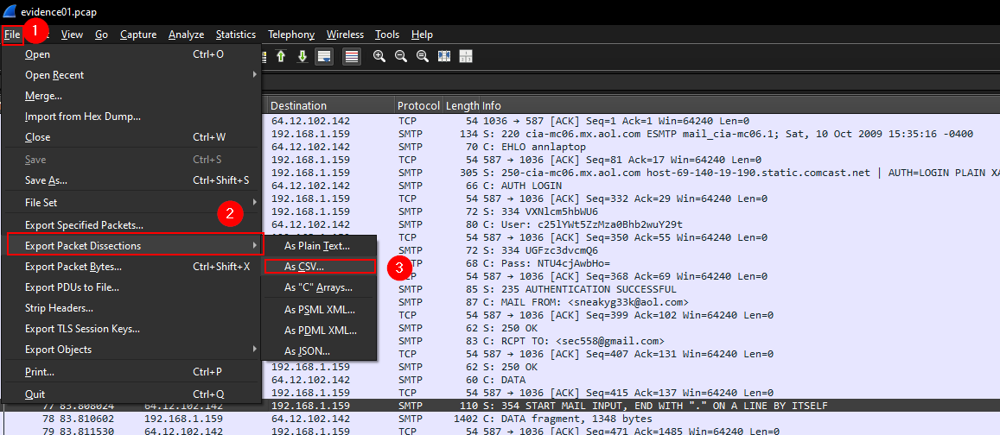 evidence01.pcap
File 1 View Go Capture Analyze Statistics Telephony Wireless Tools Help
Open Ctrl+O
Open Recent
Merge...
Import from Hex Dump...
Close Ctrl+W
Save Ctrl+S
Save As... Ctrl+Shift+S
File Set
2
Export Specified Packets...
Export Packet Dissections
Export Packet Bytes... Ctrl+Shift+X
Export PDUs to File...
Strip Headers...
Export TLS Session Keys...
Export Objects
Print... Ctrl+P
Quit Ctrl+Q
As Plain Text...
As CSV... 3
As "C" Arrays...
As PSML XML...
As PDML XML...
As JSON...
Destination Protocol Length Info
64.12.102.142 TCP 54 1036 → 587 [ACK] Seq=1 Ack=1 Win=64240 Len=0
192.168.1.159 SMTP 134 S: 220 cia-mc06.mx.aol.com ESMTP mail_cia-mc06.1; Sat, 10 Oct 2009 15:35:16 -0400
64.12.102.142 SMTP 70 C: EHLO annlaptop
192.168.1.159 TCP 54 587 → 1036 [ACK] Seq=81 Ack=17 Win=64240 Len=0
192.168.1.159 SMTP 305 S: 250-cia-mc06.mx.aol.com host-69-140-19-190.static.comcast.net | AUTH=LOGIN PLAIN XA
64.12.102.142 SMTP 66 C: AUTH LOGIN
192.168.1.159 TCP 54 587 → 1036 [ACK] Seq=332 Ack=29 Win=64240 Len=0
192.168.1.159 SMTP 72 S: 334 VXNlcm5hbWU6
64.12.102.142 SMTP 80 C: User: c25lYWt5ZzMza0Bhb2wuY29t
TCP 54 587 → 1036 [ACK] Seq=350 Ack=55 Win=64240 Len=0
SMTP 72 S: 334 UGFzc3dvcmQ6
SMTP 68 C: Pass: NTU4cjAwbHo=
TCP 54 587 → 1036 [ACK] Seq=368 Ack=69 Win=64240 Len=0
SMTP 85 S: 235 AUTHENTICATION SUCCESSFUL
SMTP 87 C: MAIL FROM: <sneakyg33k@aol.com>
TCP 54 587 → 1036 [ACK] Seq=399 Ack=102 Win=64240 Len=0
SMTP 62 S: 250 OK
SMTP 83 C: RCPT TO: <sec558@gmail.com>
TCP 54 587 → 1036 [ACK] Seq=407 Ack=131 Win=64240 Len=0
192.168.1.159 SMTP 62 S: 250 OK
64.12.102.142 SMTP 60 C: DATA
192.168.1.159 TCP 54 587 → 1036 [ACK] Seq=415 Ack=137 Win=64240 Len=0
77 83.808024 64.12.102.142 192.168.1.159 SMTP 110 S: 354 START MAIL INPUT, END WITH "." ON A LINE BY ITSELF
78 83.810602 192.168.1.159 64.12.102.142 SMTP 1402 C: DATA fragment, 1348 bytes
79 83.811530 64.12.102.142 192.168.1.159 TCP 54 587 → 1036 [ACK] Seq=471 Ack=1485 Win=64240 Len=0